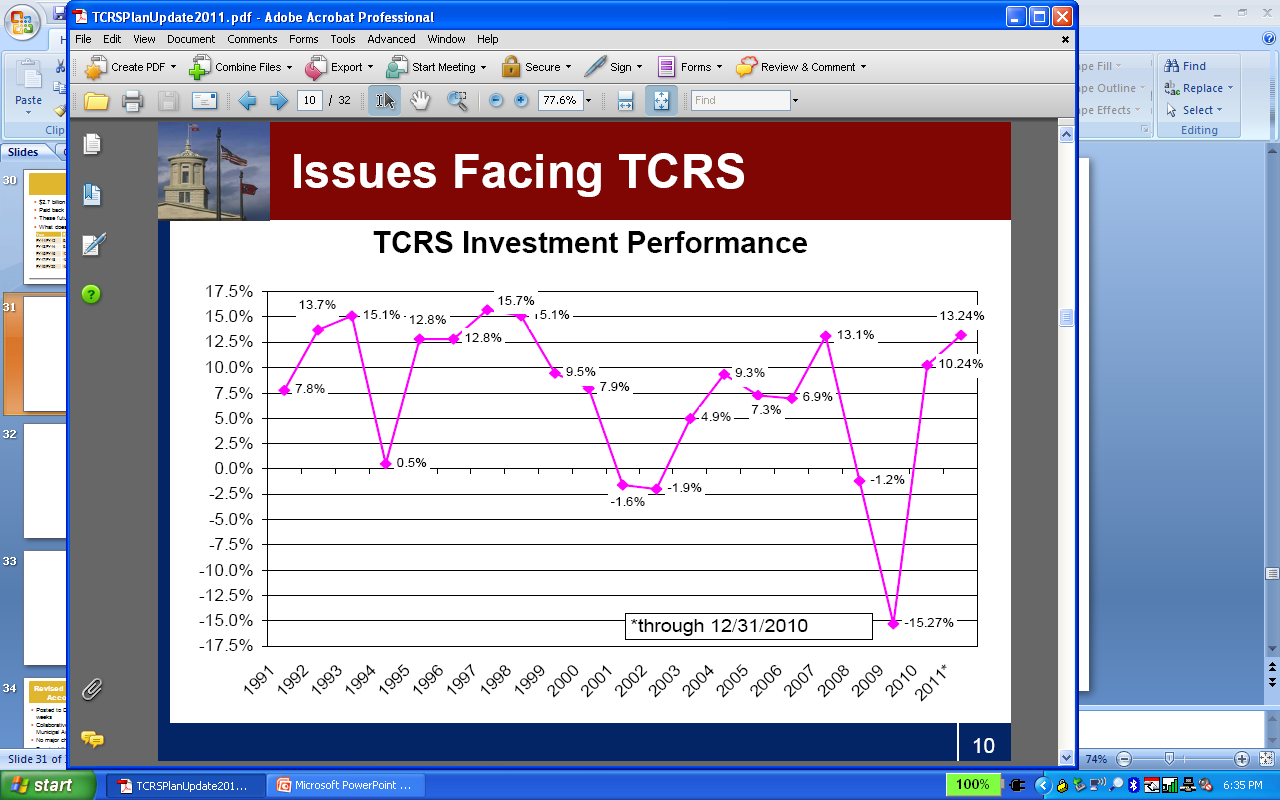 TCRSPlanUpdate2011.pdf - Adobe Acrobat Professional
File Edit View Document Comments Forms Tools Advanced Window Help
Create PDF Combine Files Export Start Meeting Secure Sign Forms Review & Comment
10 / 32 77.6% Find
Paste
Slides
30
31
32
33
34
Find
Replace
Select
Editing
Issues Facing TCRS
TCRS Investment Performance
17.5%
15.0%
12.5%
10.0%
7.5%
5.0%
2.5%
0.0%
-2.5%
-5.0%
-7.5%
-10.0%
-12.5%
-15.0%
-17.5%
7.8%
13.7%
15.1%
0.5%
12.8%
12.8%
15.7%
15.1%
9.5%
7.9%
-1.6%
-1.9%
4.9%
9.3%
7.3%
6.9%
13.1%
-1.2%
-15.27%
10.24%
13.24%
*through 12/31/2010
1991 1992 1993 1994 1995 1996 1997 1998 1999 2000 2001 2002 2003 2004 2005 2006 2007 2008 2009 2010 2011*
10
Slide 31 of
74%
start TCRSPlanUpdate201... Microsoft PowerPoint ... 100% 6:35 PM